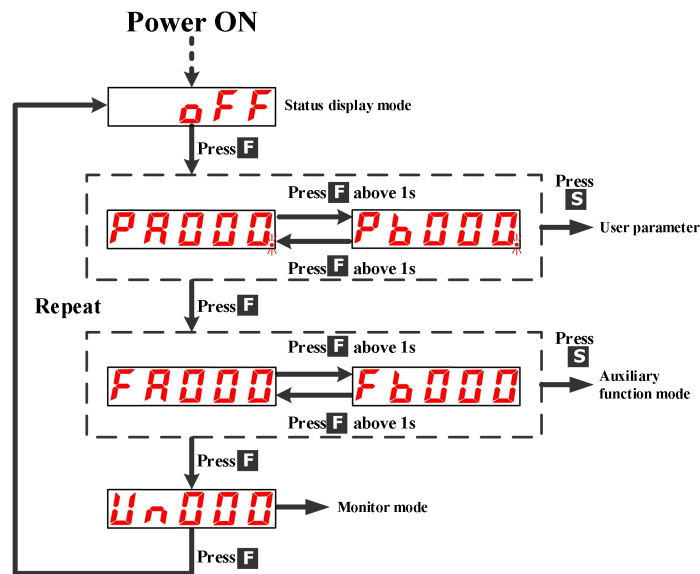 Power ON
oFF
Status display mode
Press F
Press F above 1s
Press
S
PA000.
Pb000.
User parameter
Press F above 1s
Repeat
Press F
Press F above 1s
Press
S
FA000
Fb000
Auxiliary
function mode
Press F above 1s
Press F
Un000
Monitor mode
Press F